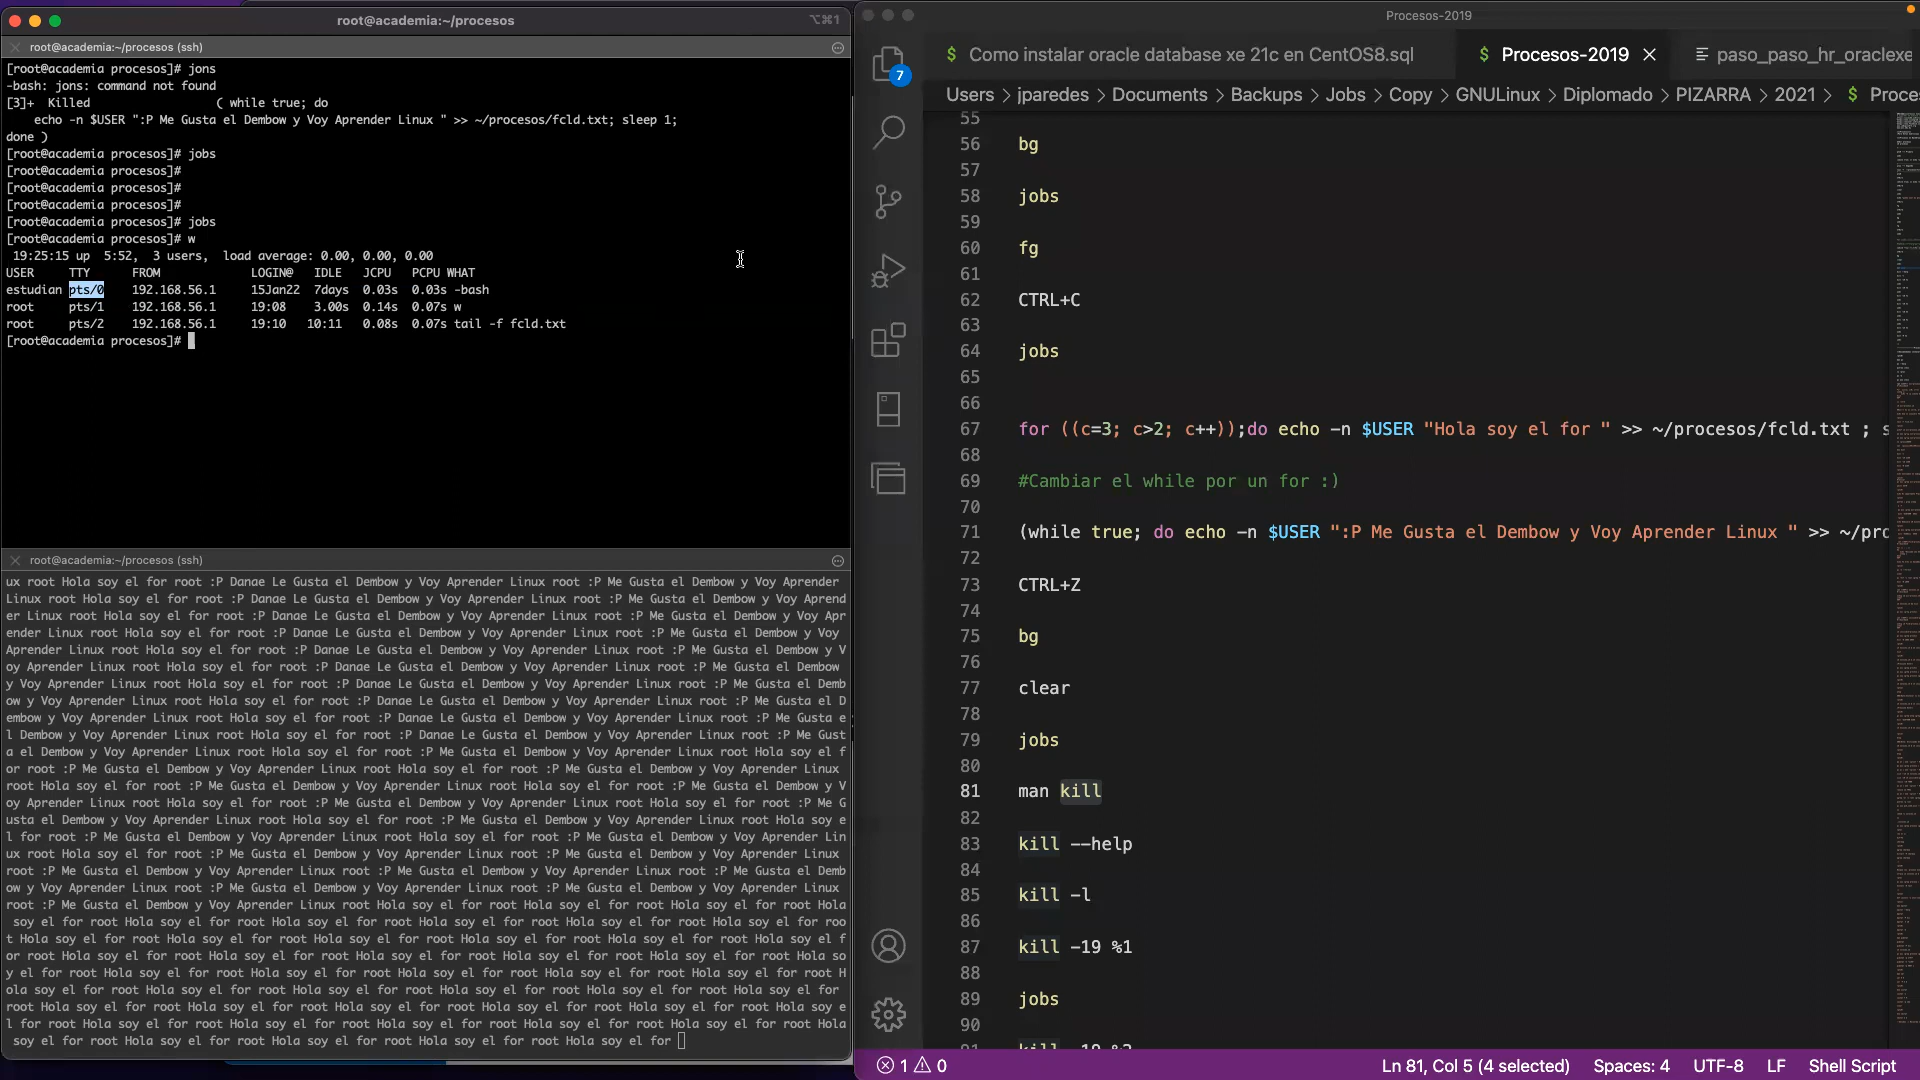 root@academia:~/procesos
⌥⌘1
root@academia:~/procesos (ssh)
[root@academia procesos]# jons
-bash: jons: command not found
[3]+  Killed                  ( while true; do
    echo -n $USER ":P Me Gusta el Dembow y Voy Aprender Linux " >> ~/procesos/fcld.txt; sleep 1;
done )
[root@academia procesos]# jobs
[root@academia procesos]#
[root@academia procesos]#
[root@academia procesos]#
[root@academia procesos]# jobs
[root@academia procesos]# w
 19:25:15 up  5:52,  3 users,  load average: 0.00, 0.00, 0.00
USER     TTY      FROM             LOGIN@   IDLE   JCPU   PCPU WHAT
estudian pts/0    192.168.56.1     15Jan22  7days  0.03s  0.03s -bash
root     pts/1    192.168.56.1     19:08    3.00s  0.14s  0.07s w
root     pts/2    192.168.56.1     19:10   10:11   0.08s  0.07s tail -f fcld.txt
[root@academia procesos]#
root@academia:~/procesos (ssh)
ux root Hola soy el for root :P Danae Le Gusta el Dembow y Voy Aprender Linux root :P Me Gusta el Dembow y Voy Aprender
Linux root Hola soy el for root :P Danae Le Gusta el Dembow y Voy Aprender Linux root :P Me Gusta el Dembow y Voy Aprend
er Linux root Hola soy el for root :P Danae Le Gusta el Dembow y Voy Aprender Linux root :P Me Gusta el Dembow y Voy Apr
ender Linux root Hola soy el for root :P Danae Le Gusta el Dembow y Voy Aprender Linux root :P Me Gusta el Dembow y Voy
Aprender Linux root Hola soy el for root :P Danae Le Gusta el Dembow y Voy Aprender Linux root :P Me Gusta el Dembow y V
oy Aprender Linux root Hola soy el for root :P Danae Le Gusta el Dembow y Voy Aprender Linux root :P Me Gusta el Dembow
y Voy Aprender Linux root Hola soy el for root :P Danae Le Gusta el Dembow y Voy Aprender Linux root :P Me Gusta el Demb
ow y Voy Aprender Linux root Hola soy el for root :P Danae Le Gusta el Dembow y Voy Aprender Linux root :P Me Gusta el D
embow y Voy Aprender Linux root Hola soy el for root :P Danae Le Gusta el Dembow y Voy Aprender Linux root :P Me Gusta e
l Dembow y Voy Aprender Linux root Hola soy el for root :P Danae Le Gusta el Dembow y Voy Aprender Linux root :P Me Gust
a el Dembow y Voy Aprender Linux root Hola soy el for root :P Me Gusta el Dembow y Voy Aprender Linux root Hola soy el f
or root :P Me Gusta el Dembow y Voy Aprender Linux root Hola soy el for root :P Me Gusta el Dembow y Voy Aprender Linux
root Hola soy el for root :P Me Gusta el Dembow y Voy Aprender Linux root Hola soy el for root :P Me Gusta el Dembow y V
oy Aprender Linux root Hola soy el for root :P Me Gusta el Dembow y Voy Aprender Linux root Hola soy el for root :P Me G
usta el Dembow y Voy Aprender Linux root Hola soy el for root :P Me Gusta el Dembow y Voy Aprender Linux root Hola soy e
l for root :P Me Gusta el Dembow y Voy Aprender Linux root Hola soy el for root :P Me Gusta el Dembow y Voy Aprender Lin
ux root Hola soy el for root :P Me Gusta el Dembow y Voy Aprender Linux root Hola soy el for root :P Me Gusta el Dembow y Voy Aprender Linux
root :P Me Gusta el Dembow y Voy Aprender Linux root Hola soy el for root :P Me Gusta el Demb
ow y Voy Aprender Linux root :P Me Gusta el Dembow y Voy Aprender Linux root :P Me Gusta el Dembow y Voy Aprender Linux
root :P Me Gusta el Dembow y Voy Aprender Linux root Hola soy el for root Hola soy el for root Hola soy el for root Hola
 soy el for root Hola soy el for root Hola soy el for root Hola soy el for root Hola soy el for root Hola soy el for roo
t Hola soy el for root Hola soy el for root Hola soy el for root Hola soy el for root Hola soy el for root Hola soy el f
or root Hola soy el for root Hola soy el for root Hola soy el for root Hola soy el for root Hola soy el for root Hola so
y el for root Hola soy el for root Hola soy el for root Hola soy el for root Hola soy el for root Hola soy el for root H
ola soy el for root Hola soy el for root Hola soy el for root Hola soy el for root Hola soy el for root Hola soy el for
root Hola soy el for root Hola soy el for root Hola soy el for root Hola soy el for root Hola soy el for root Hola soy e
l for root Hola soy el for root Hola soy el for root Hola soy el for root Hola soy el for root Hola soy el for root Hola
 soy el for root Hola soy el for root Hola soy el for root Hola soy el for root Hola soy el for
Procesos-2019
7
$ Como instalar oracle database xe 21c en CentOS8.sql
$ Procesos-2019
paso_paso_hr_oraclexe
Users > jparedes > Documents > Backups > Jobs > Copy > GNULinux > Diplomado > PIZARRA > 2021 > $ Proces
55
56 bg
57
58 jobs
59
60 fg
61
62 CTRL+C
63
64 jobs
65
66
67 for ((c=3; c>2; c++));do echo -n $USER "Hola soy el for " >> ~/procesos/fcld.txt ; s
68
69 #Cambiar el while por un for :)
70
71 (while true; do echo -n $USER ":P Me Gusta el Dembow y Voy Aprender Linux " >> ~/pro
72
73 CTRL+Z
74
75 bg
76
77 clear
78
79 jobs
80
81 man kill
82
83 kill --help
84
85 kill -l
86
87 kill -19 %1
88
89 jobs
90
91 kill -19 %2
1 0
Ln 81, Col 5 (4 selected)
Spaces: 4
UTF-8
LF
Shell Script